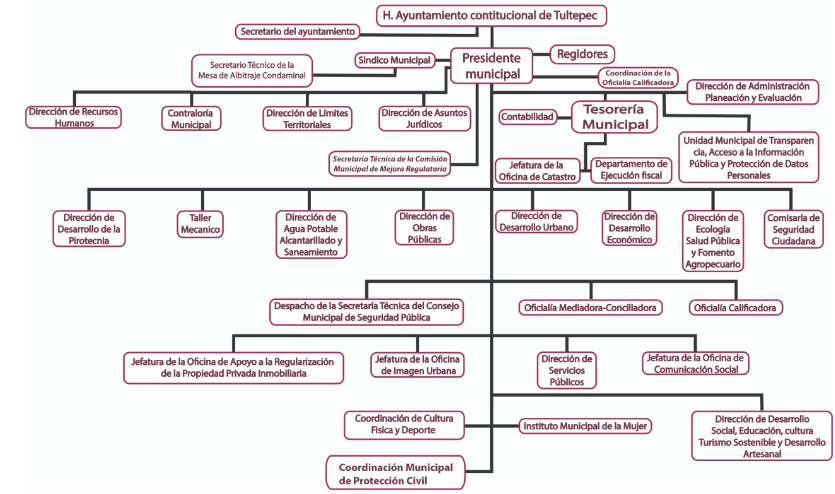 H. Ayuntamiento contitucional de Tultepec
Secretario del ayuntamiento
Sindico Municipal
Presidente
municipal
Regidores
Secretario Técnico de la
Mesa de Albitraje Condaminal
Coordinación de la
Oficialía Calificadora
Dirección de Administración
Planeación y Evaluación
Dirección de Recursos
Humanos
Contraloría
Municipal
Dirección de Límites
Territoriales
Dirección de Asuntos
Jurídicos
Contabilidad
Tesorería
Municipal
Unidad Municipal de Transparen
cia, Acceso a la Información
Pública y Protección de Datos
Personales
Secretaría Técnica de la Comisión
Municipal de Mejora Regulatoria
Jefatura de la
Oficina de Catastro
Departamento de
Ejecución fiscal
Dirección de
Desarrollo de la
Pirotecnia
Taller
Mecanico
Dirección de
Agua Potable
Alcantarillado y
Saneamiento
Dirección de
Obras
Públicas
Dirección de
Desarrollo Urbano
Dirección de
Desarrollo
Económico
Dirección de
Ecología
Salud Pública
y Fomento
Agropecuario
Comisaría de
Seguridad
Ciudadana
Despacho de la Secretaría Técnica del Consejo
Municipal de Seguridad Pública
Oficialía Mediadora-Conciliadora
Oficialía Calificadora
Jefatura de la Oficina de Apoyo a la Regularización
de la Propiedad Privada Inmobiliaria
Jefatura de la Oficina
de Imagen Urbana
Dirección de
Servicios
Públicos
Jefatura de la Oficina de
Comunicación Social
Coordinación de Cultura
Fisica y Deporte
Instituto Municipal de la Mujer
Dirección de Desarrollo
Social, Educación, cultura
Turismo Sostenible y Desarrollo
Artesanal
Coordinación Municipal
de Protección Civil